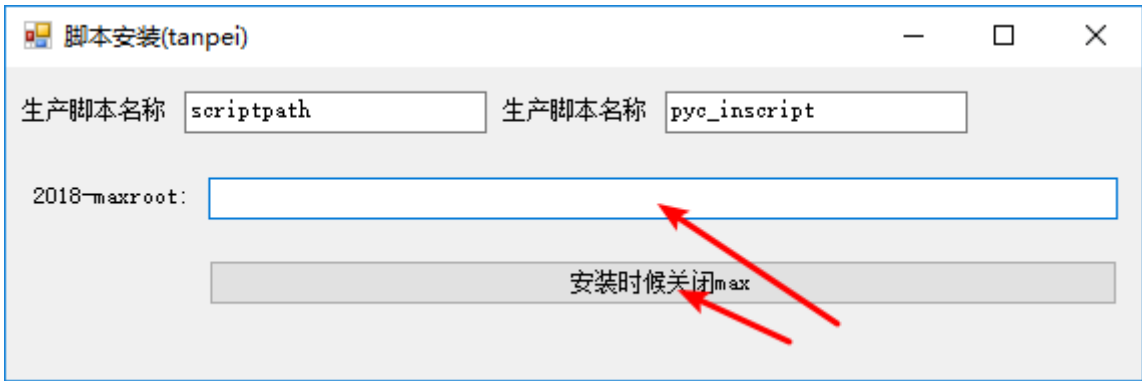 脚本安装(tanpei)
生产脚本名称 scriptpath 生产脚本名称 pyc_inscript
2018-maxroot:
安装时候关闭max